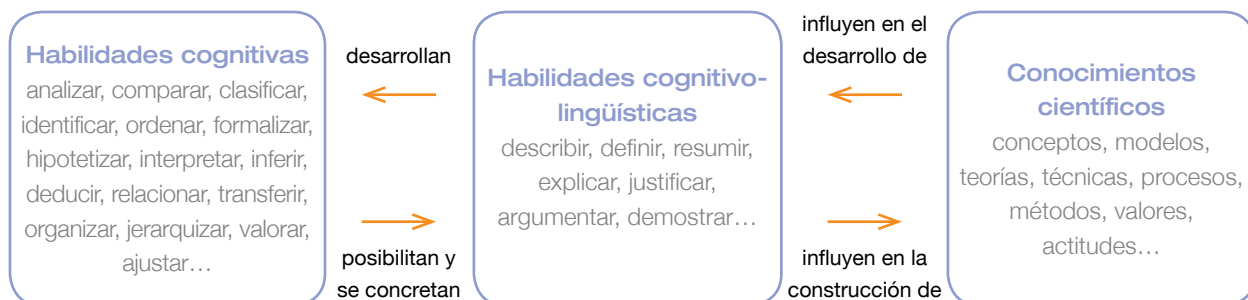 Habilidades cognitivas
analizar, comparar, clasificar,
identificar, ordenar, formalizar,
hipotetizar, interpretar, inferir,
deducir, relacionar, transferir,
organizar, jerarquizar, valorar,
ajustar…
desarrollan
posibilitan y
se concretan
Habilidades cognitivo-
lingüísticas
describir, definir, resumir,
explicar, justificar,
argumentar, demostrar…
influyen en el
desarrollo de
influyen en la
construcción de
Conocimientos
científicos
conceptos, modelos,
teorías, técnicas, procesos,
métodos, valores,
actitudes…